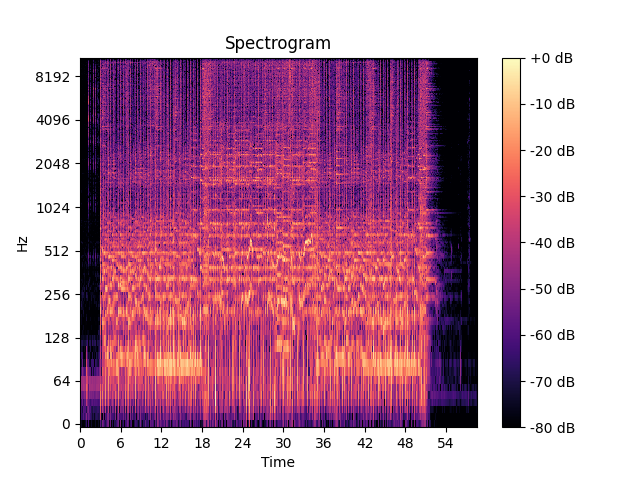 Spectrogram
Hz
8192
4096
2048
1024
512
256
128
64
0
0 6 12 18 24 30 36 42 48 54
Time
+0 dB
-10 dB
-20 dB
-30 dB
-40 dB
-50 dB
-60 dB
-70 dB
-80 dB